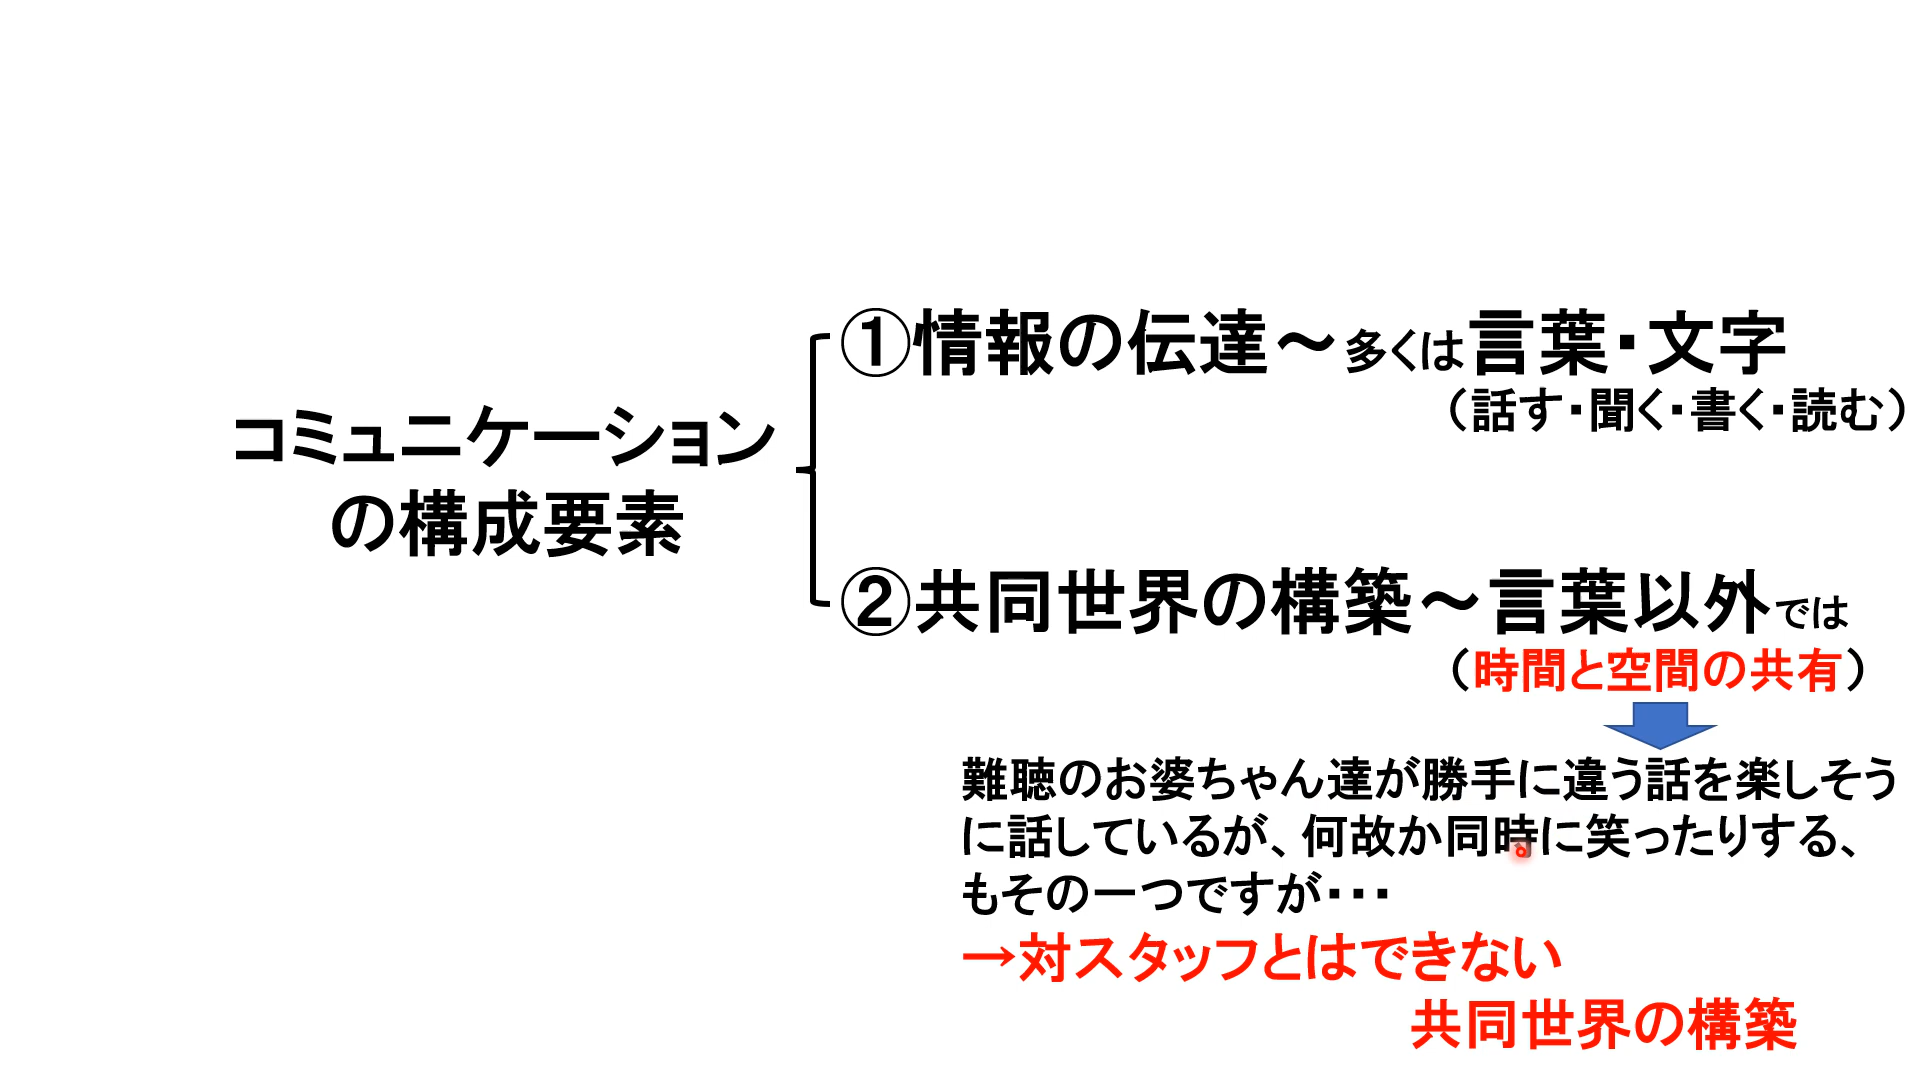 コミュニケーション
の構成要素
①情報の伝達～多くは言葉・文字
（話す・聞く・書く・読む）
②共同世界の構築～言葉以外では
（時間と空間の共有）
難聴のお婆ちゃん達が勝手に違う話を楽しそう
に話しているが、何故か同時に笑ったりする、
もその一つですが・・・
→対スタッフとはできない
共同世界の構築